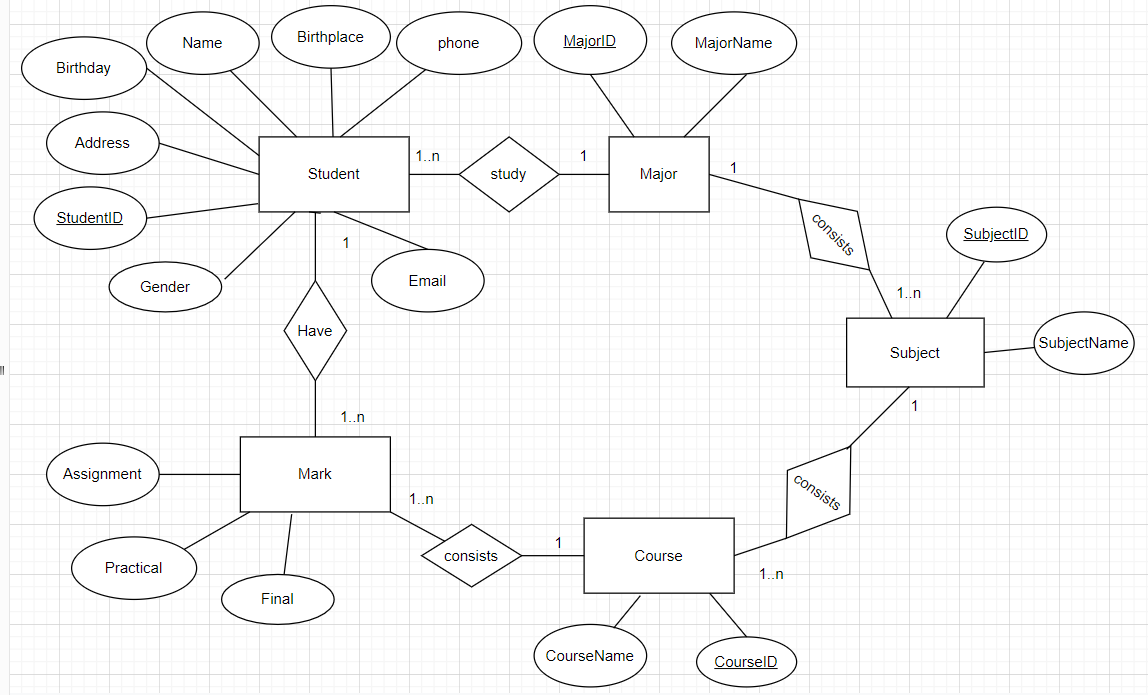 Name
Birthplace
phone
MajorID
MajorName
Birthday
Address
1..n
1
Student
study
Major
1
StudentID
consists
SubjectID
1
Gender
Email
1..n
Have
Subject
SubjectName
1..n
1
Assignment
Mark
consists
1..n
1
consists
Course
Practical
1..n
Final
CourseName
CourseID